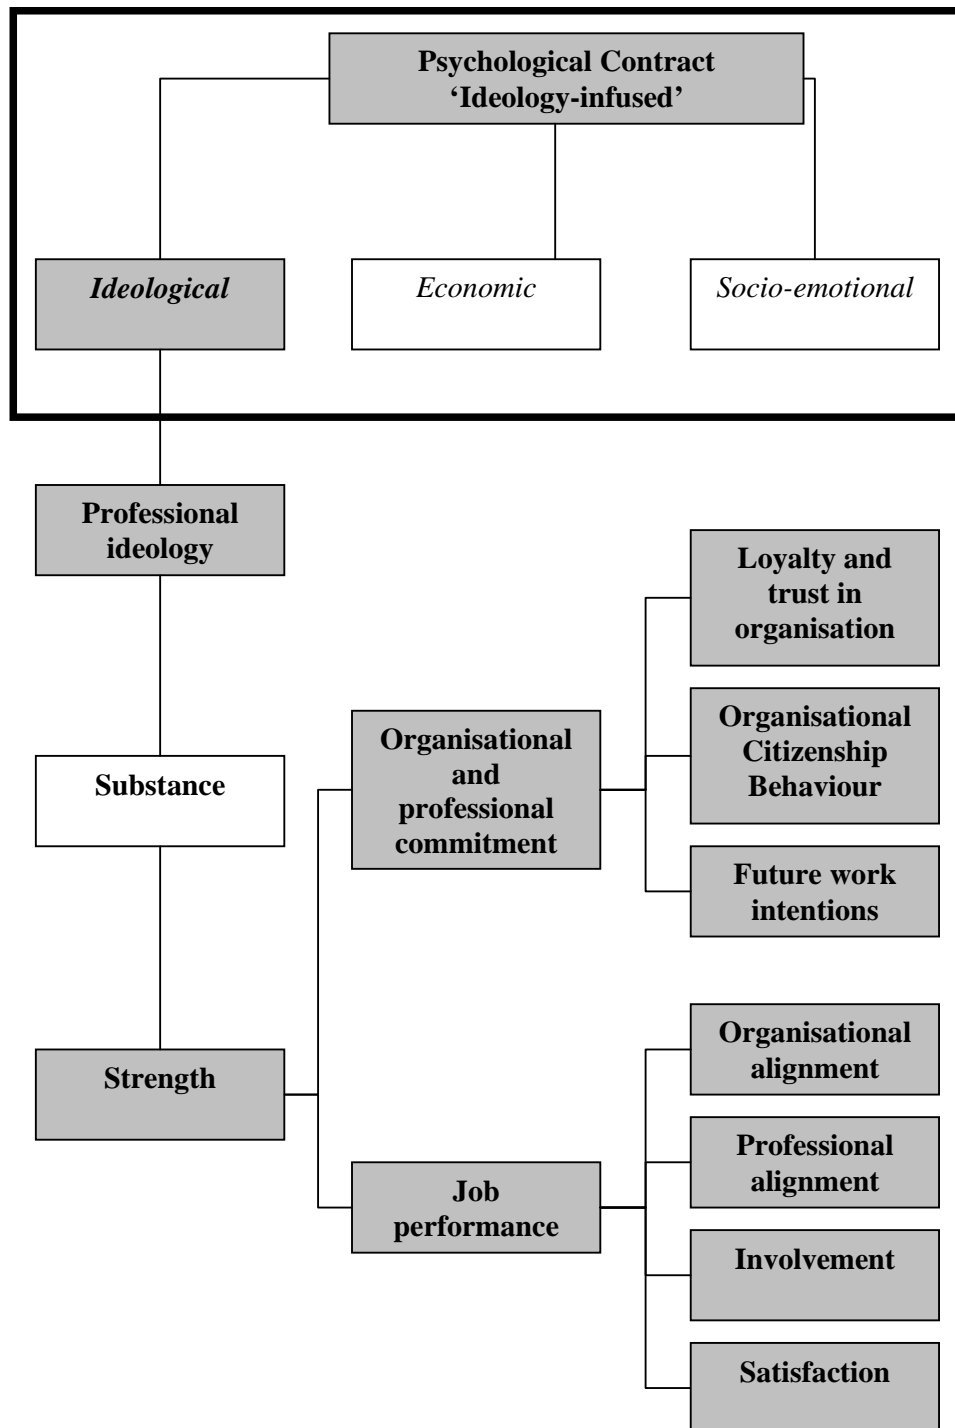 Psychological Contract
‘Ideology-infused’
Ideological
Economic
Socio-emotional
Professional
ideology
Substance
Strength
Organisational
and
professional
commitment
Loyalty and
trust in
organisation
Organisational
Citizenship
Behaviour
Future work
intentions
Job
performance
Organisational
alignment
Professional
alignment
Involvement
Satisfaction